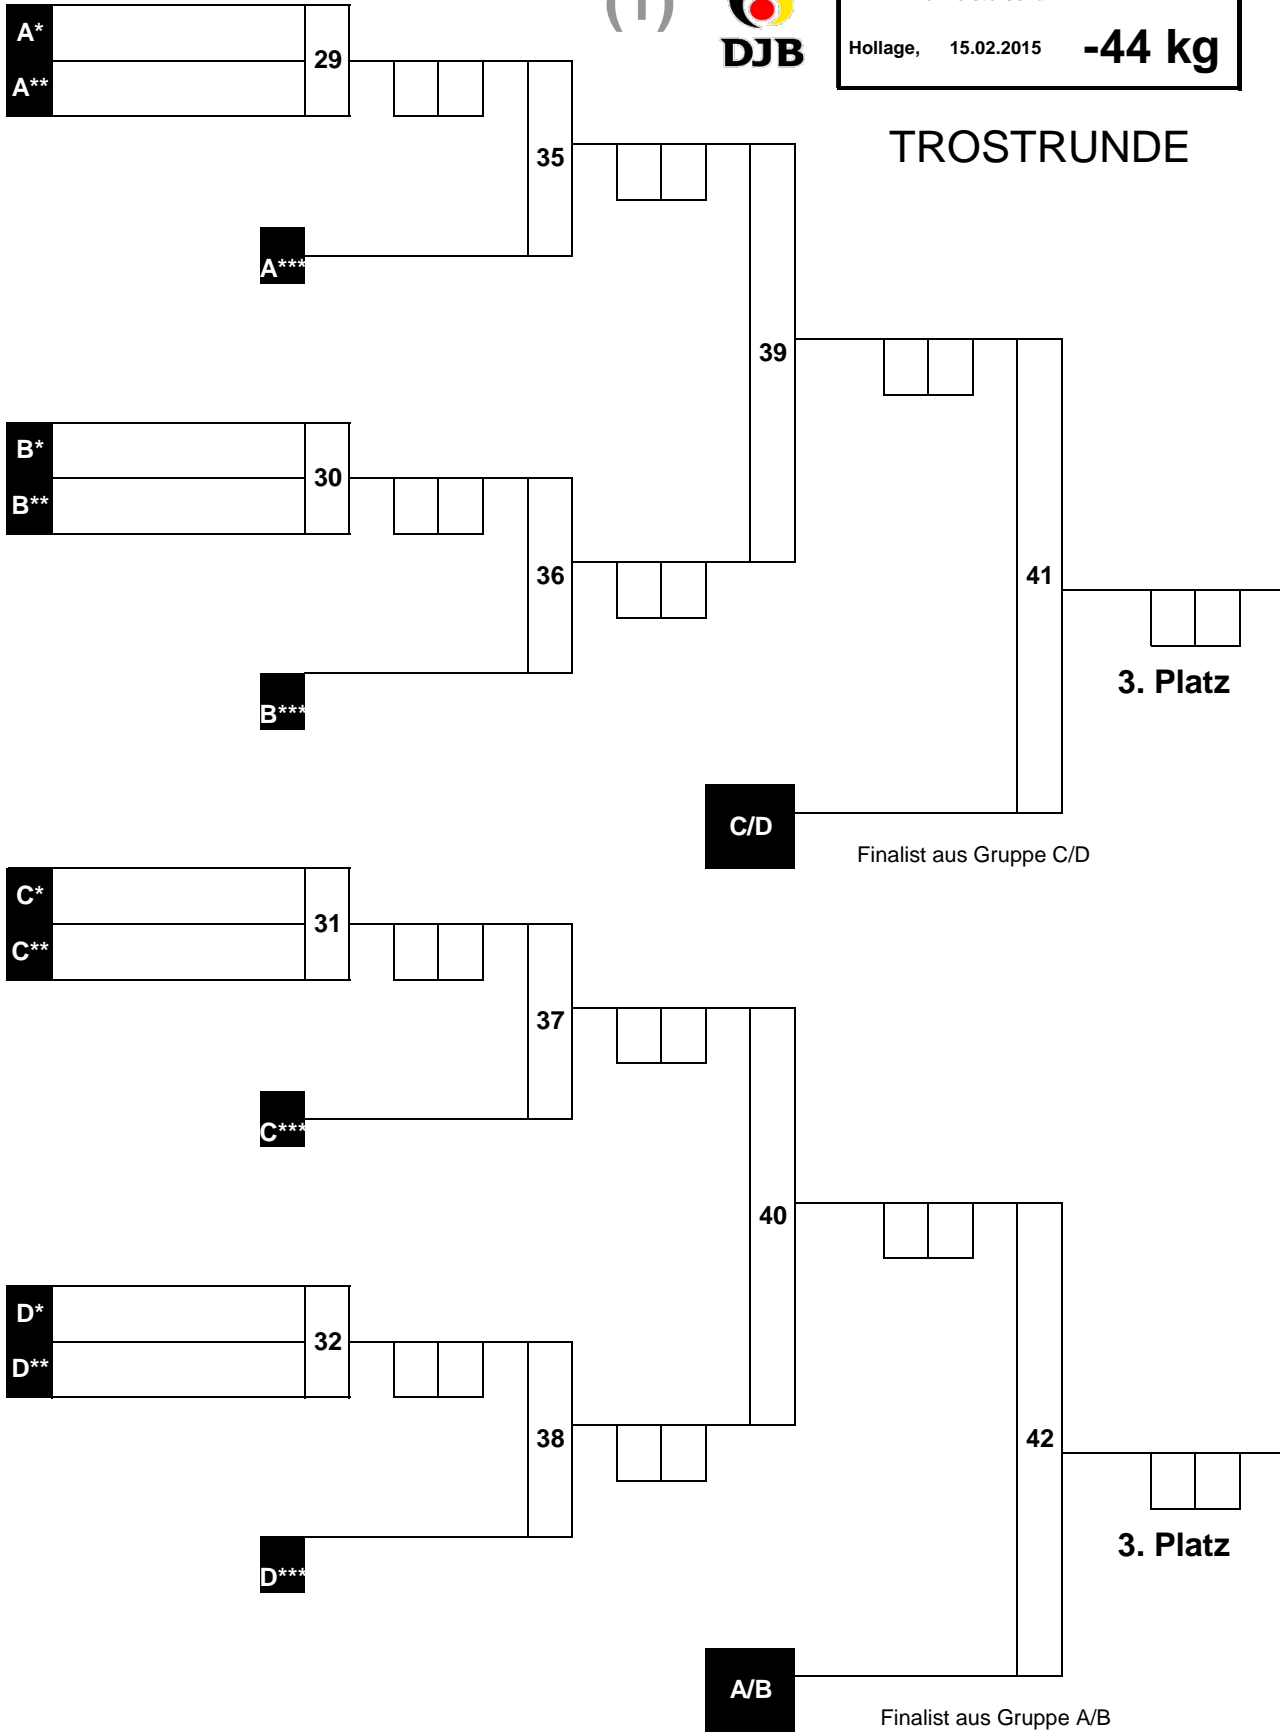 (1)
DJB
Hollage, 15.02.2015 -44 kg
TROSTRUNDE
A*
A**
29
35
A***
39
B*
B**
30
36
41
B***
3. Platz
C/D
Finalist aus Gruppe C/D
C*
C**
31
37
C***
40
D*
D**
32
38
42
D***
3. Platz
A/B
Finalist aus Gruppe A/B